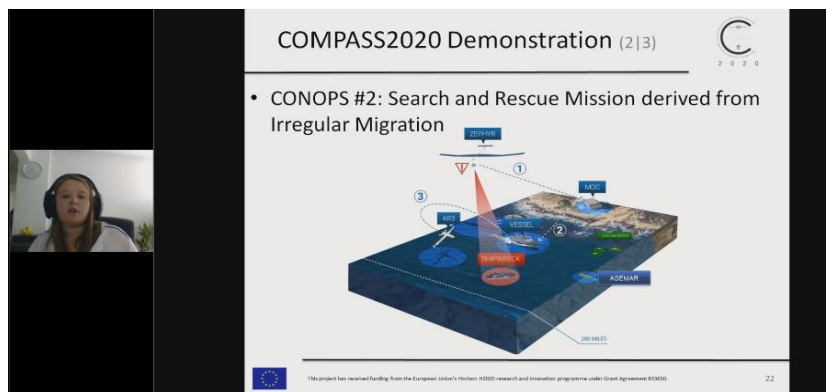 COMPASS2020 Demonstration (2|3)
2 0 2 0
• CONOPS #2: Search and Rescue Mission derived from
Irregular Migration
ZEPHYR
1
MOC
3
AR3
VESSEL
2
SHIPWRECK
ASEMAR
200 MILES
This project has received funding from the European Union's Horizon H2020 research and innovation programme under Grant Agreement 833650.
22